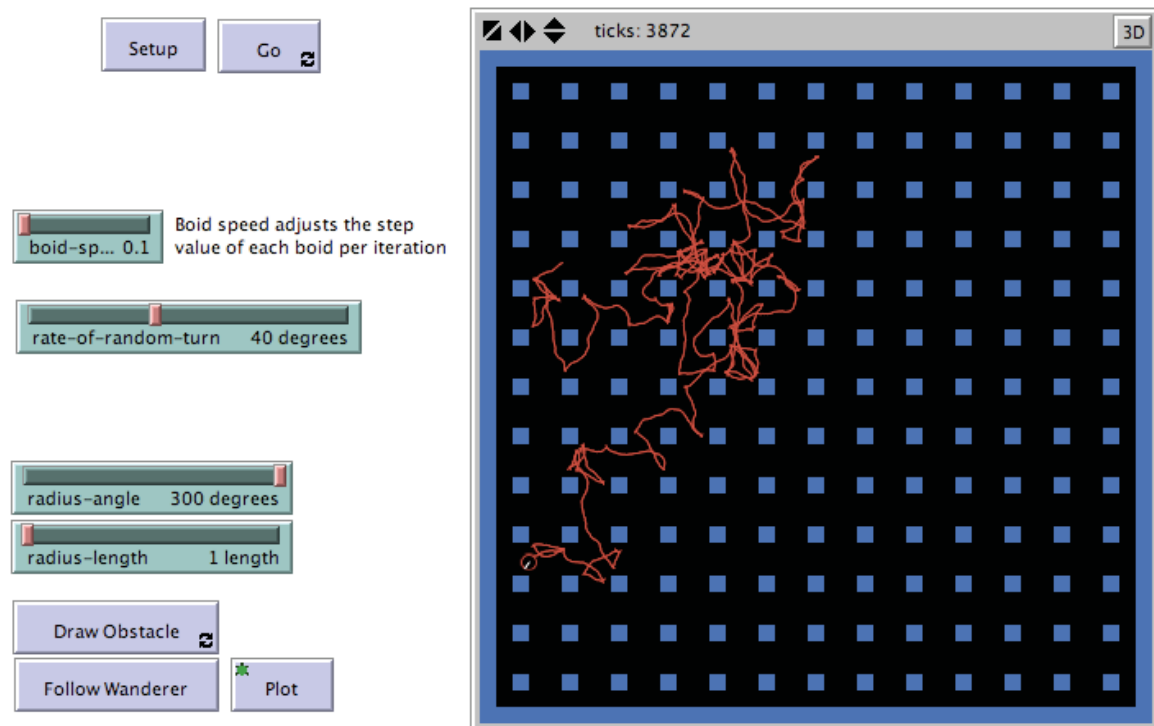 Setup
Go
ticks: 3872
3D
Boid speed adjusts the step
value of each boid per iteration
boid-sp... 0.1
rate-of-random-turn 40 degrees
radius-angle 300 degrees
radius-length 1 length
Draw Obstacle
Follow Wanderer
Plot